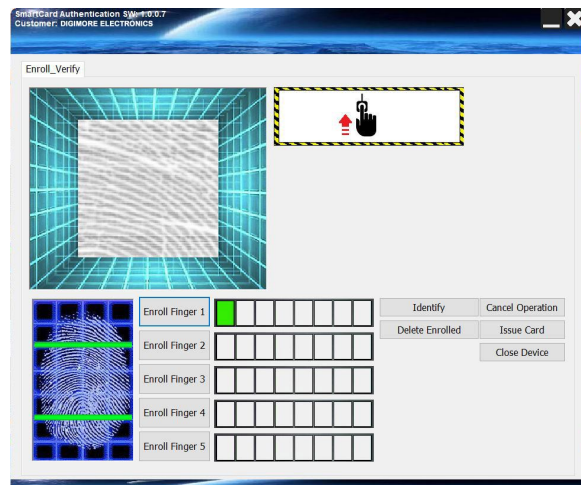 SmartCard Authentication SW: 1.0.0.7
Customer: DIGIMORE ELECTRONICS
Enroll_Verify
Enroll Finger 1
Identify
Cancel Operation
Delete Enrolled
Issue Card
Enroll Finger 2
Close Device
Enroll Finger 3
Enroll Finger 4
Enroll Finger 5